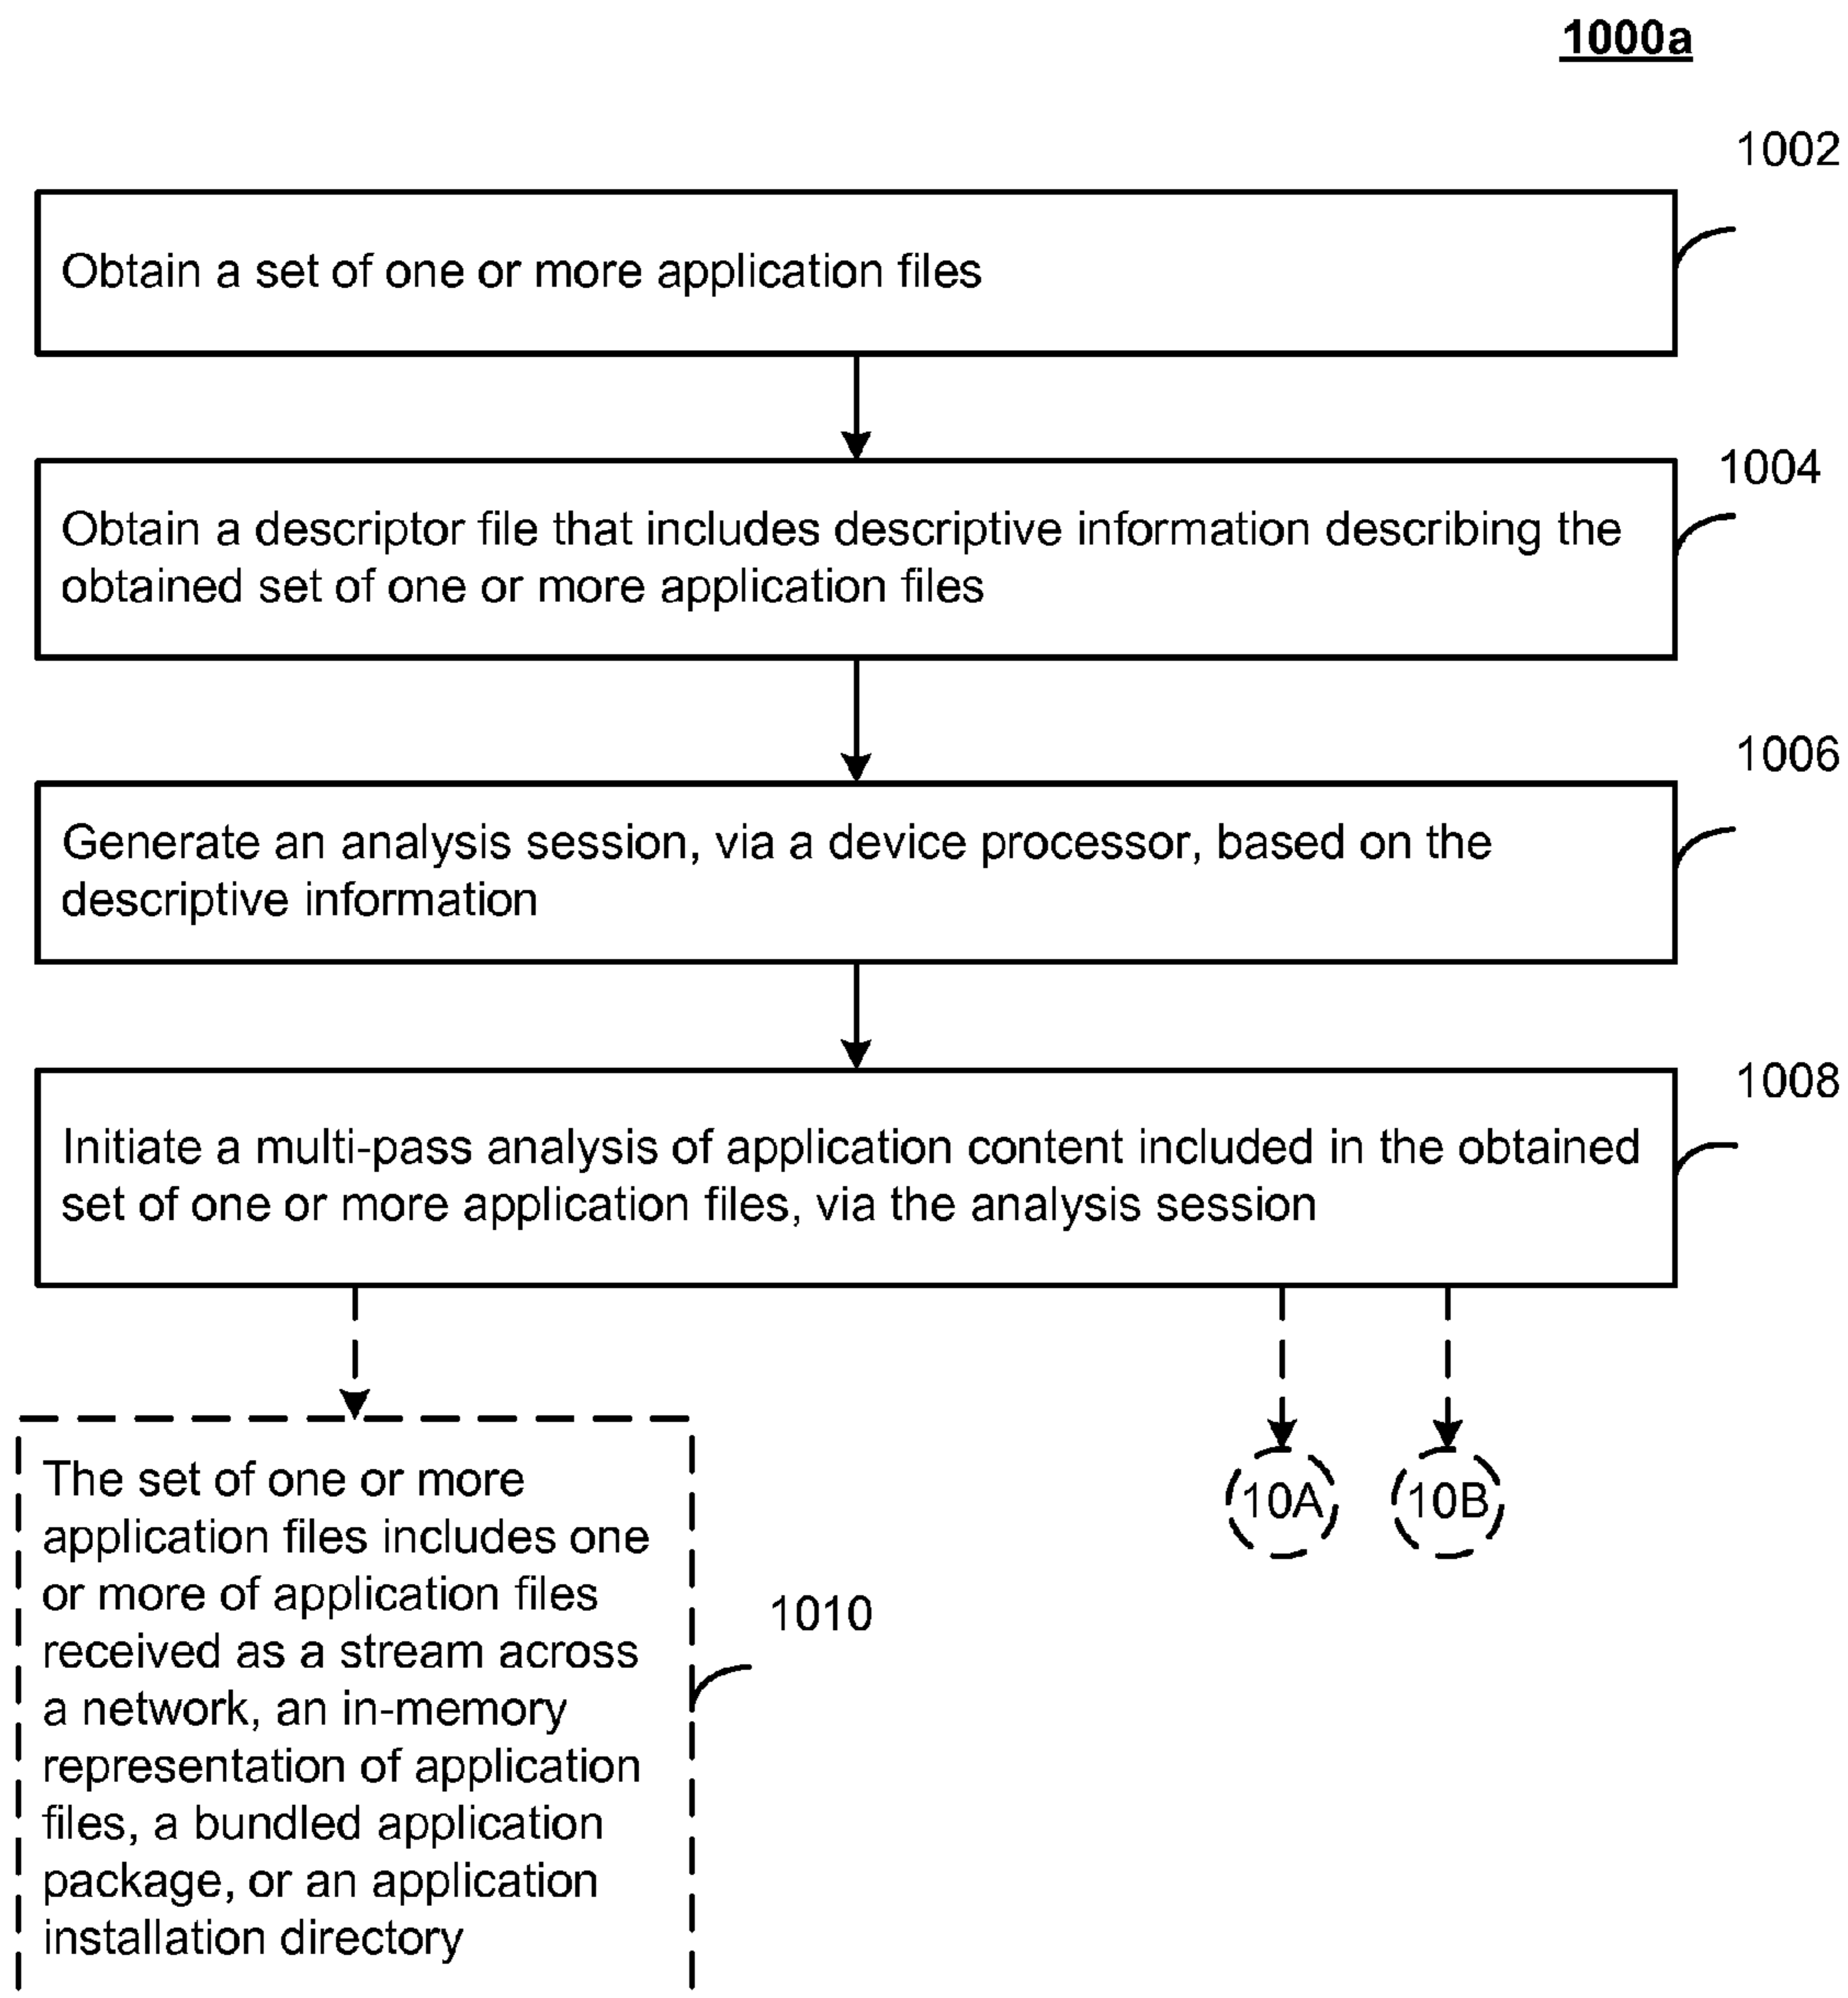 1000a
1002
Obtain a set of one or more application files
1004
Obtain a descriptor file that includes descriptive information describing the
obtained set of one or more application files
1006
Generate an analysis session, via a device processor, based on the
descriptive information
1008
Initiate a multi-pass analysis of application content included in the obtained
set of one or more application files, via the analysis session
10A
10B
The set of one or more
application files includes one
or more of application files
received as a stream across
a network, an in-memory
representation of application
files, a bundled application
package, or an application
installation directory
1010